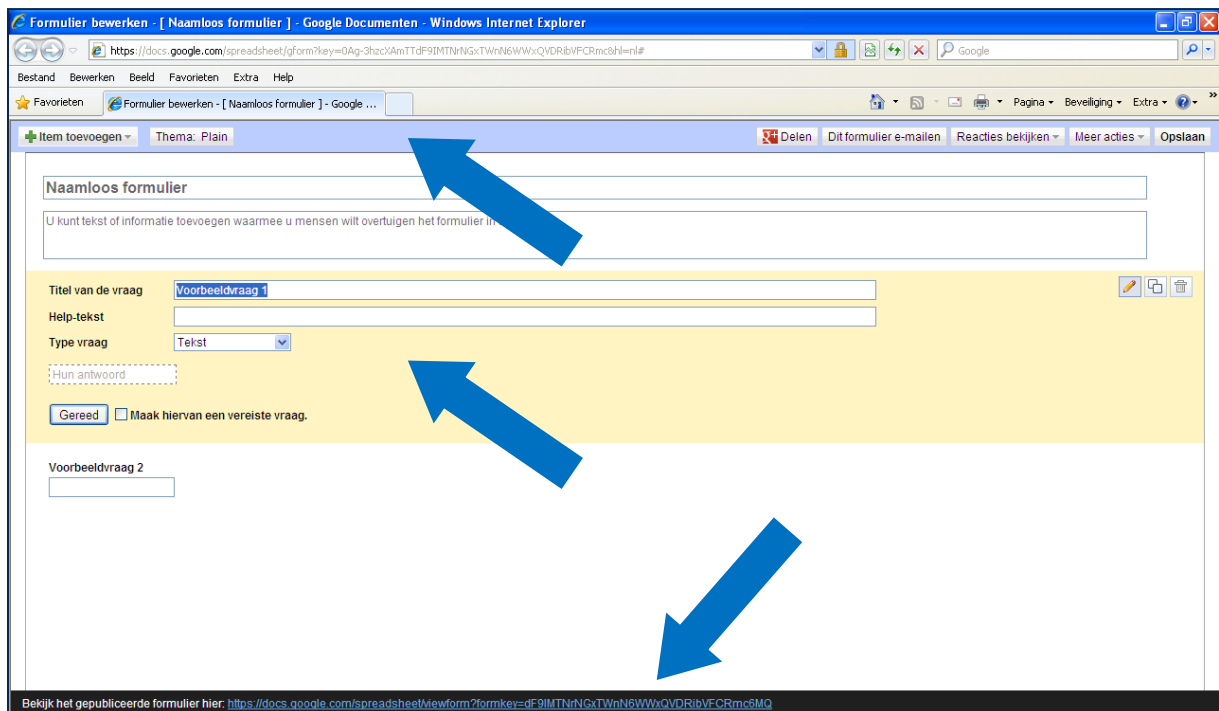 Formulier bewerken - [ Naamloos formulier ] - Google Documenten - Windows Internet Explorer
https://docs.google.com/spreadsheet/gform?key=0Ag-3hzcXAmTTdF9IMTNrNGxTWnN6WWxQVDRibVFCRmc&hl=nl#
Google
Bestand Bewerken Beeld Favorieten Extra Help
Favorieten Formulier bewerken - [ Naamloos formulier ] - Google ... Pagina Beveiliging Extra
Item toevoegen Thema: Plain Delen Dit formulier e-mailen Reacties bekijken Meer acties Opslaan
Naamloos formulier
U kunt tekst of informatie toevoegen waarmee u mensen wilt overtuigen het formulier in
Titel van de vraag Voorbeeldvraag 1
Help-tekst
Type vraag Tekst
Hun antwoord
Gereed Maak hiervan een vereiste vraag.
Voorbeeldvraag 2
Bekijk het gepubliceerde formulier hier: https://docs.google.com/spreadsheet/viewform?formkey=dF9IMTNrNGxTWnN6WWxQVDRibVFCRmc6MQ